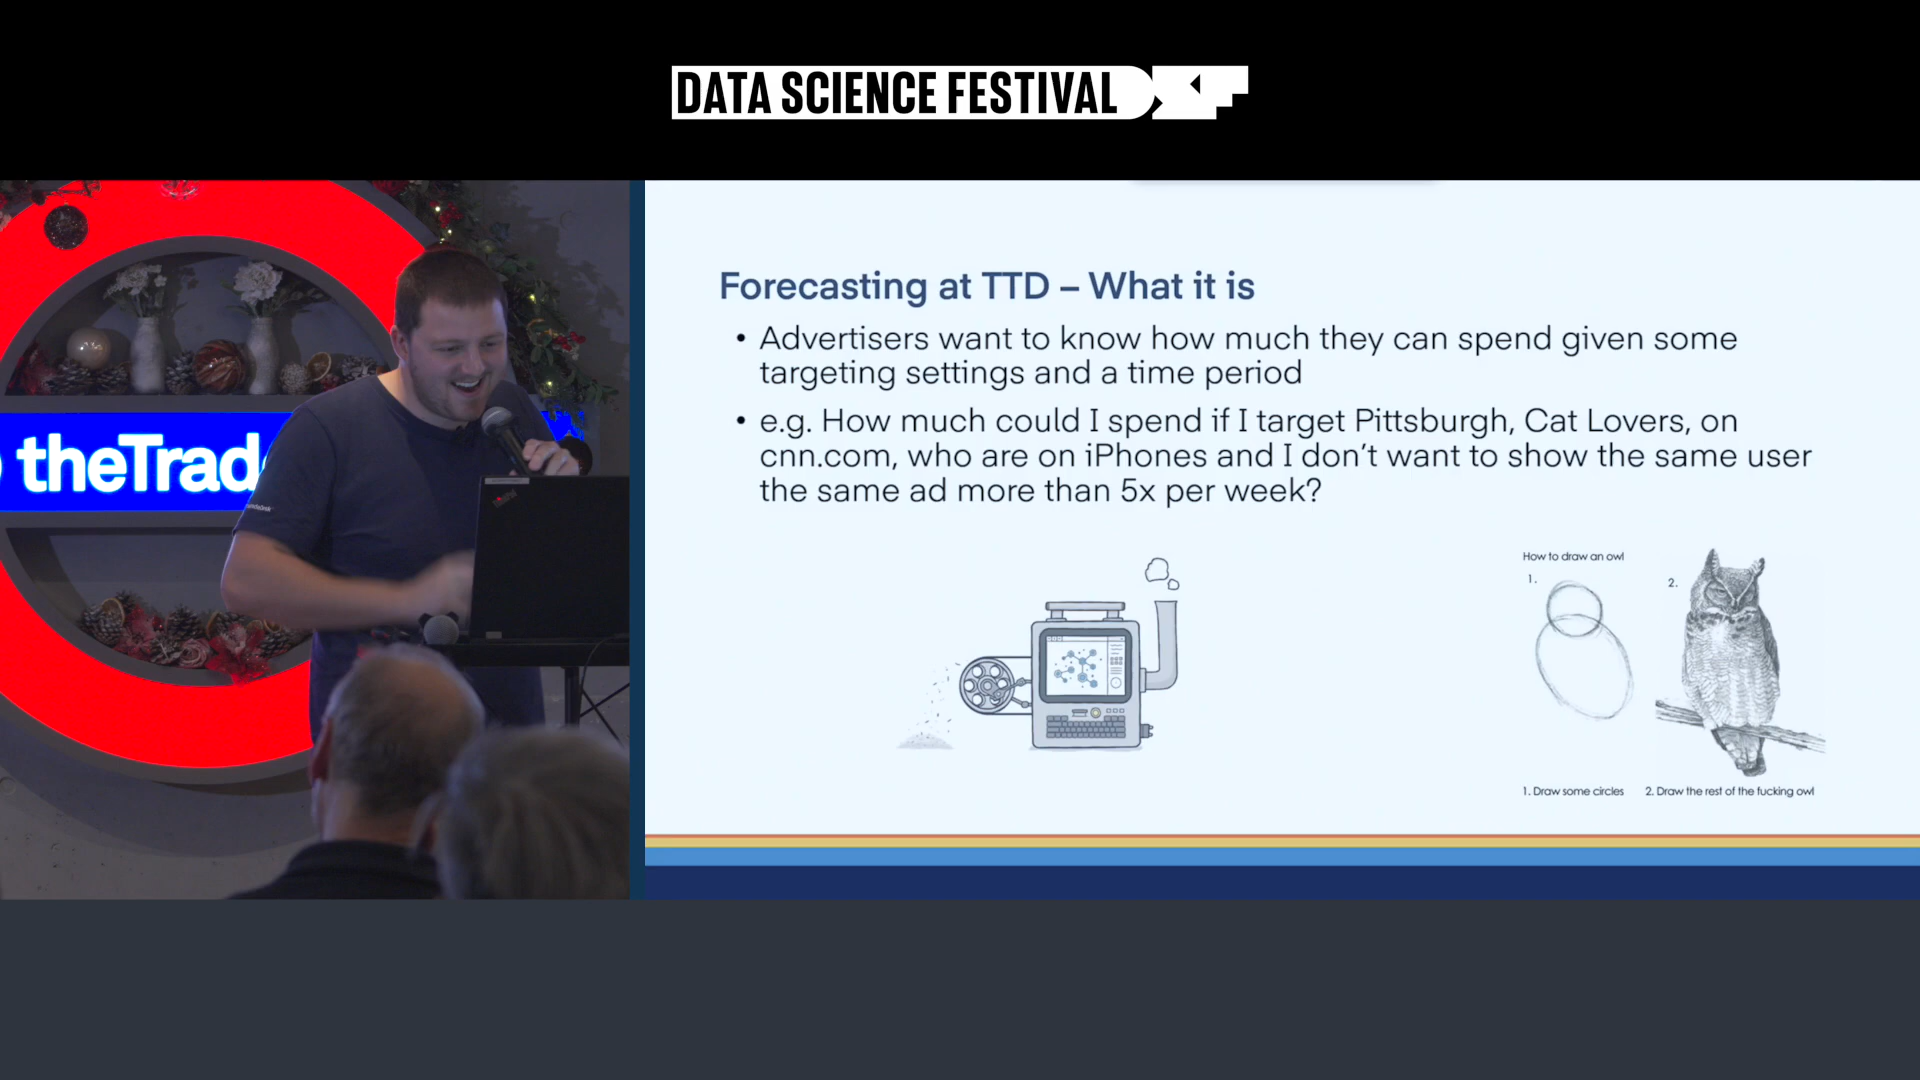 DATA SCIENCE FESTIVAL
theTrad
Forecasting at TTD – What it is
• Advertisers want to know how much they can spend given some
targeting settings and a time period
• e.g. How much could I spend if I target Pittsburgh, Cat Lovers, on
cnn.com, who are on iPhones and I don’t want to show the same user
the same ad more than 5x per week?
How to draw an owl
1.
2.
1. Draw some circles
2. Draw the rest of the fucking owl